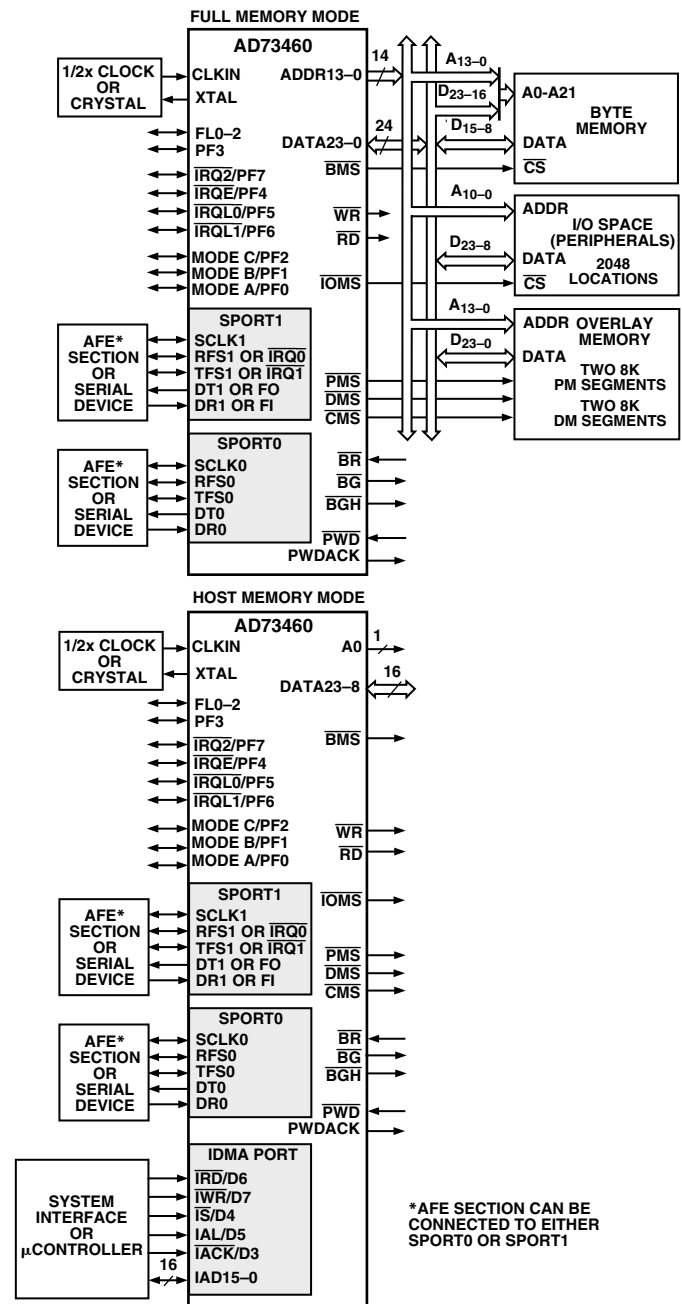 FULL MEMORY MODE
AD73460
1/2x CLOCK
OR
CRYSTAL
CLKIN
XTAL
FL0–2
PF3
IRQ2/PF7
IRQE/PF4
IRQL0/PF5
IRQL1/PF6
MODE C/PF2
MODE B/PF1
MODE A/PF0
SPORT1
AFE*
SECTION
OR
SERIAL
DEVICE
SCLK1
RFS1 OR IRQ0
TFS1 OR IRQ1
DT1 OR FO
DR1 OR FI
SPORT0
AFE*
SECTION
OR
SERIAL
DEVICE
SCLK0
RFS0
TFS0
DT0
DR0
14
ADDR13–0
24
DATA23–0
BMS
WR
RD
IOMS
PMS
DMS
CMS
BR
BG
BGH
PWD
PWDACK
A13–0
D23–16
D15–8
A0-A21
BYTE
MEMORY
DATA
CS
A10–0
D23–8
ADDR
I/O SPACE
(PERIPHERALS)
DATA
2048
LOCATIONS
CS
A13–0
D23–0
ADDR OVERLAY
MEMORY
DATA
TWO 8K
PM SEGMENTS
TWO 8K
DM SEGMENTS
HOST MEMORY MODE
AD73460
1/2x CLOCK
OR
CRYSTAL
CLKIN
XTAL
FL0–2
PF3
IRQ2/PF7
IRQE/PF4
IRQL0/PF5
IRQL1/PF6
MODE C/PF2
MODE B/PF1
MODE A/PF0
SPORT1
AFE*
SECTION
OR
SERIAL
DEVICE
SCLK1
RFS1 OR IRQ0
TFS1 OR IRQ1
DT1 OR FO
DR1 OR FI
SPORT0
AFE*
SECTION
OR
SERIAL
DEVICE
SCLK0
RFS0
TFS0
DT0
DR0
IDMA PORT
SYSTEM
INTERFACE
OR
µCONTROLLER
IRD/D6
IWR/D7
IS/D4
IAL/D5
IACK/D3
16
IAD15–0
1
A0
16
DATA23–8
BMS
WR
RD
IOMS
PMS
DMS
CMS
BR
BG
BGH
PWD
PWDACK
*AFE SECTION CAN BE
CONNECTED TO EITHER
SPORT0 OR SPORT1